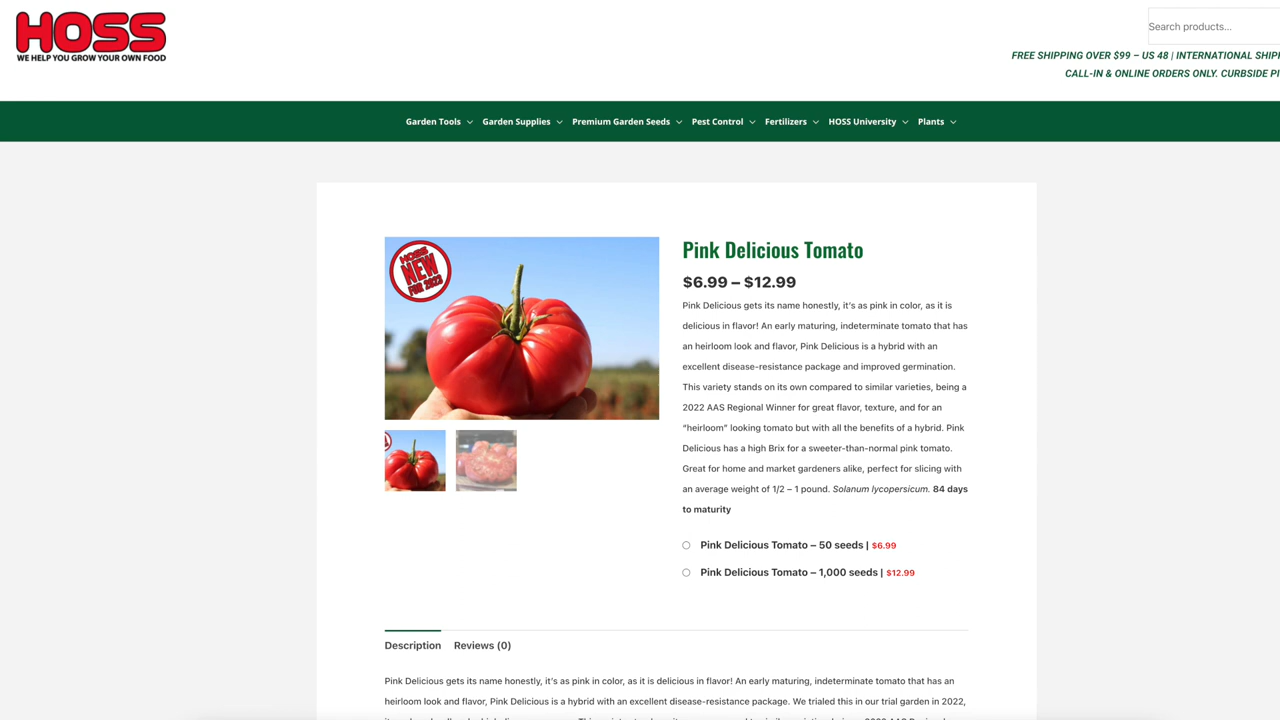 HOSS
WE HELP YOU GROW YOUR OWN FOOD
Search products...
FREE SHIPPING OVER $99 – US 48 | INTERNATIONAL
CALL-IN & ONLINE ORDERS ONLY. CURBSIDE
Garden Tools Garden Supplies Premium Garden Seeds Pest Control Fertilizers HOSS University Plants
HOSS
NEW
FOR 2023
Pink Delicious Tomato
$6.99 – $12.99
Pink Delicious gets its name honestly, it’s as pink in color, as it is
delicious in flavor! An early maturing, indeterminate tomato that has
an heirloom look and flavor, Pink Delicious is a hybrid with an
excellent disease-resistance package and improved germination.
This variety stands on its own compared to similar varieties, being a
2022 AAS Regional Winner for great flavor, texture, and for an
“heirloom” looking tomato but with all the benefits of a hybrid. Pink
Delicious has a high Brix for a sweeter-than-normal pink tomato.
Great for home and market gardeners alike, perfect for slicing with
an average weight of 1/2 – 1 pound. Solanum lycopersicum. 84 days
to maturity
Pink Delicious Tomato – 50 seeds | $6.99
Pink Delicious Tomato – 1,000 seeds | $12.99
Description Reviews (0)
Pink Delicious gets its name honestly, it’s as pink in color, as it is delicious in flavor! An early maturing, indeterminate tomato that has an
heirloom look and flavor, Pink Delicious is a hybrid with an excellent disease-resistance package. We trialed this in our trial garden in 2022,